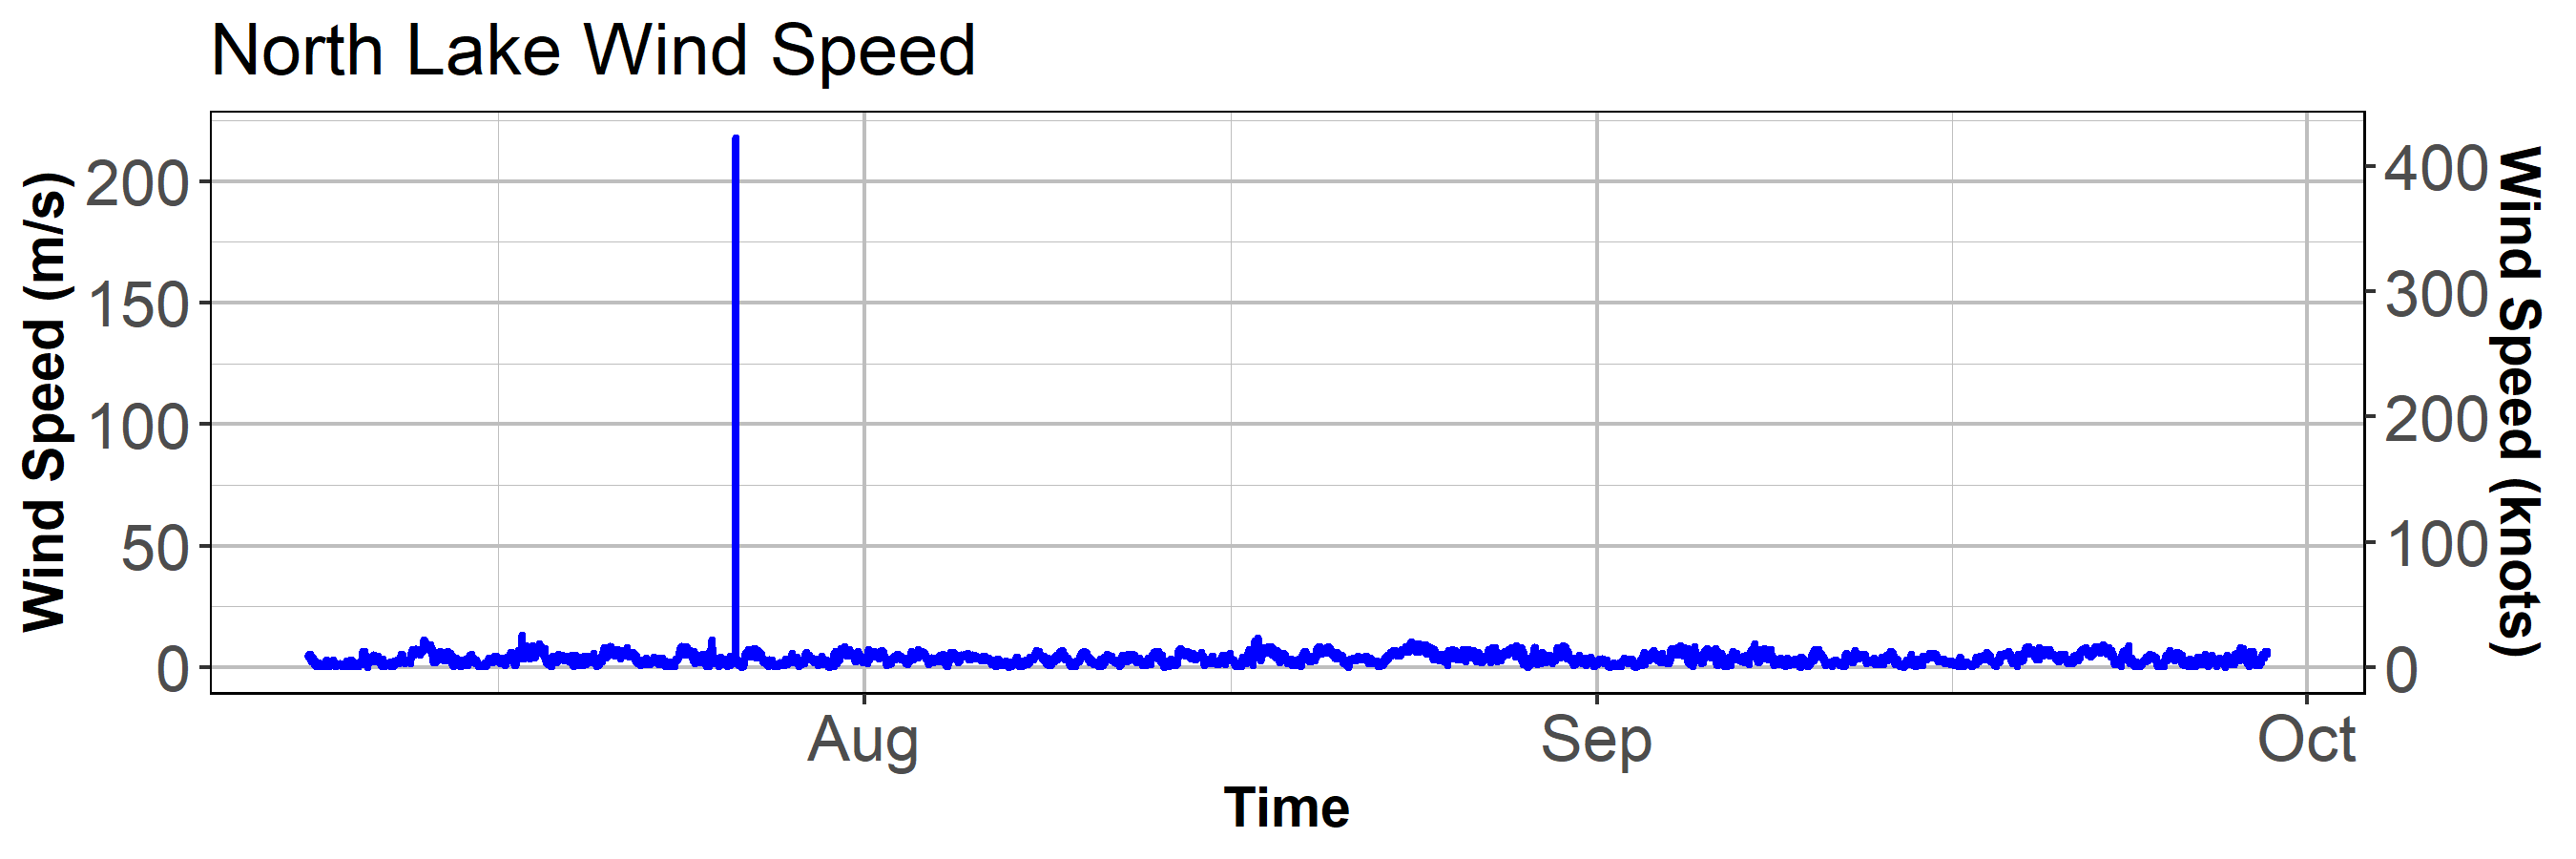 North Lake Wind Speed
Wind Speed (m/s)
200
150
100
50
0
400
300
200
100
0
Wind Speed (knots)
Aug
Sep
Oct
Time